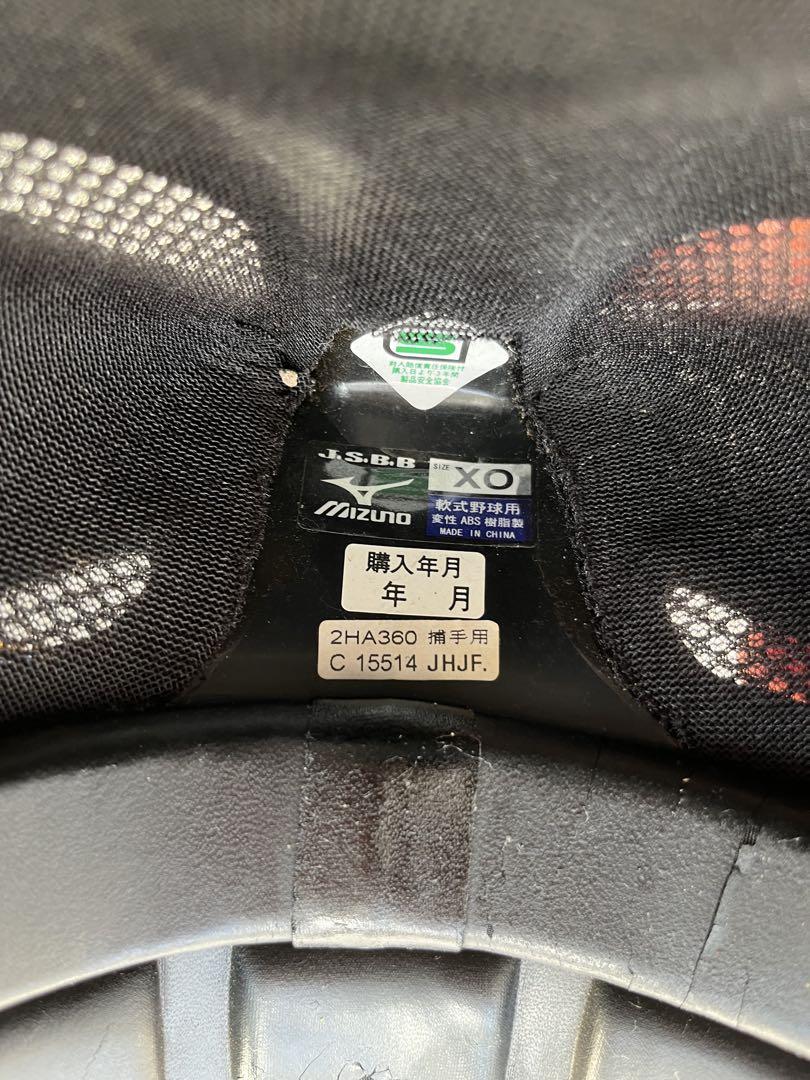 S
対人賠償責任保険付
購入日より3年間
製品安全協会
J.S.B.B
SIZE XO
MIZUNO
軟式野球用
変性ABS樹脂製
MADE IN CHINA
購入年月
年 月
2HA360 捕手用
C 15514 JHJF.